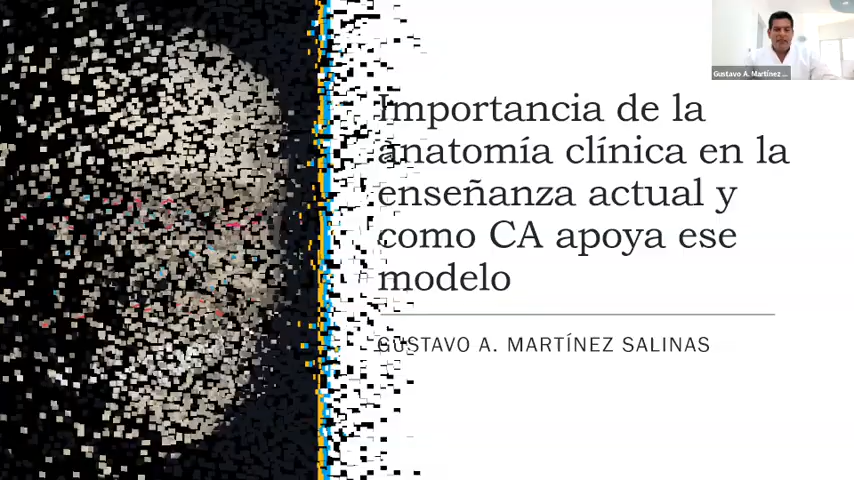 Gustavo A. Martínez ...
Importancia de la
anatomía clínica en la
enseñanza actual y
como CA apoya ese
modelo
GUSTAVO A. MARTÍNEZ SALINAS